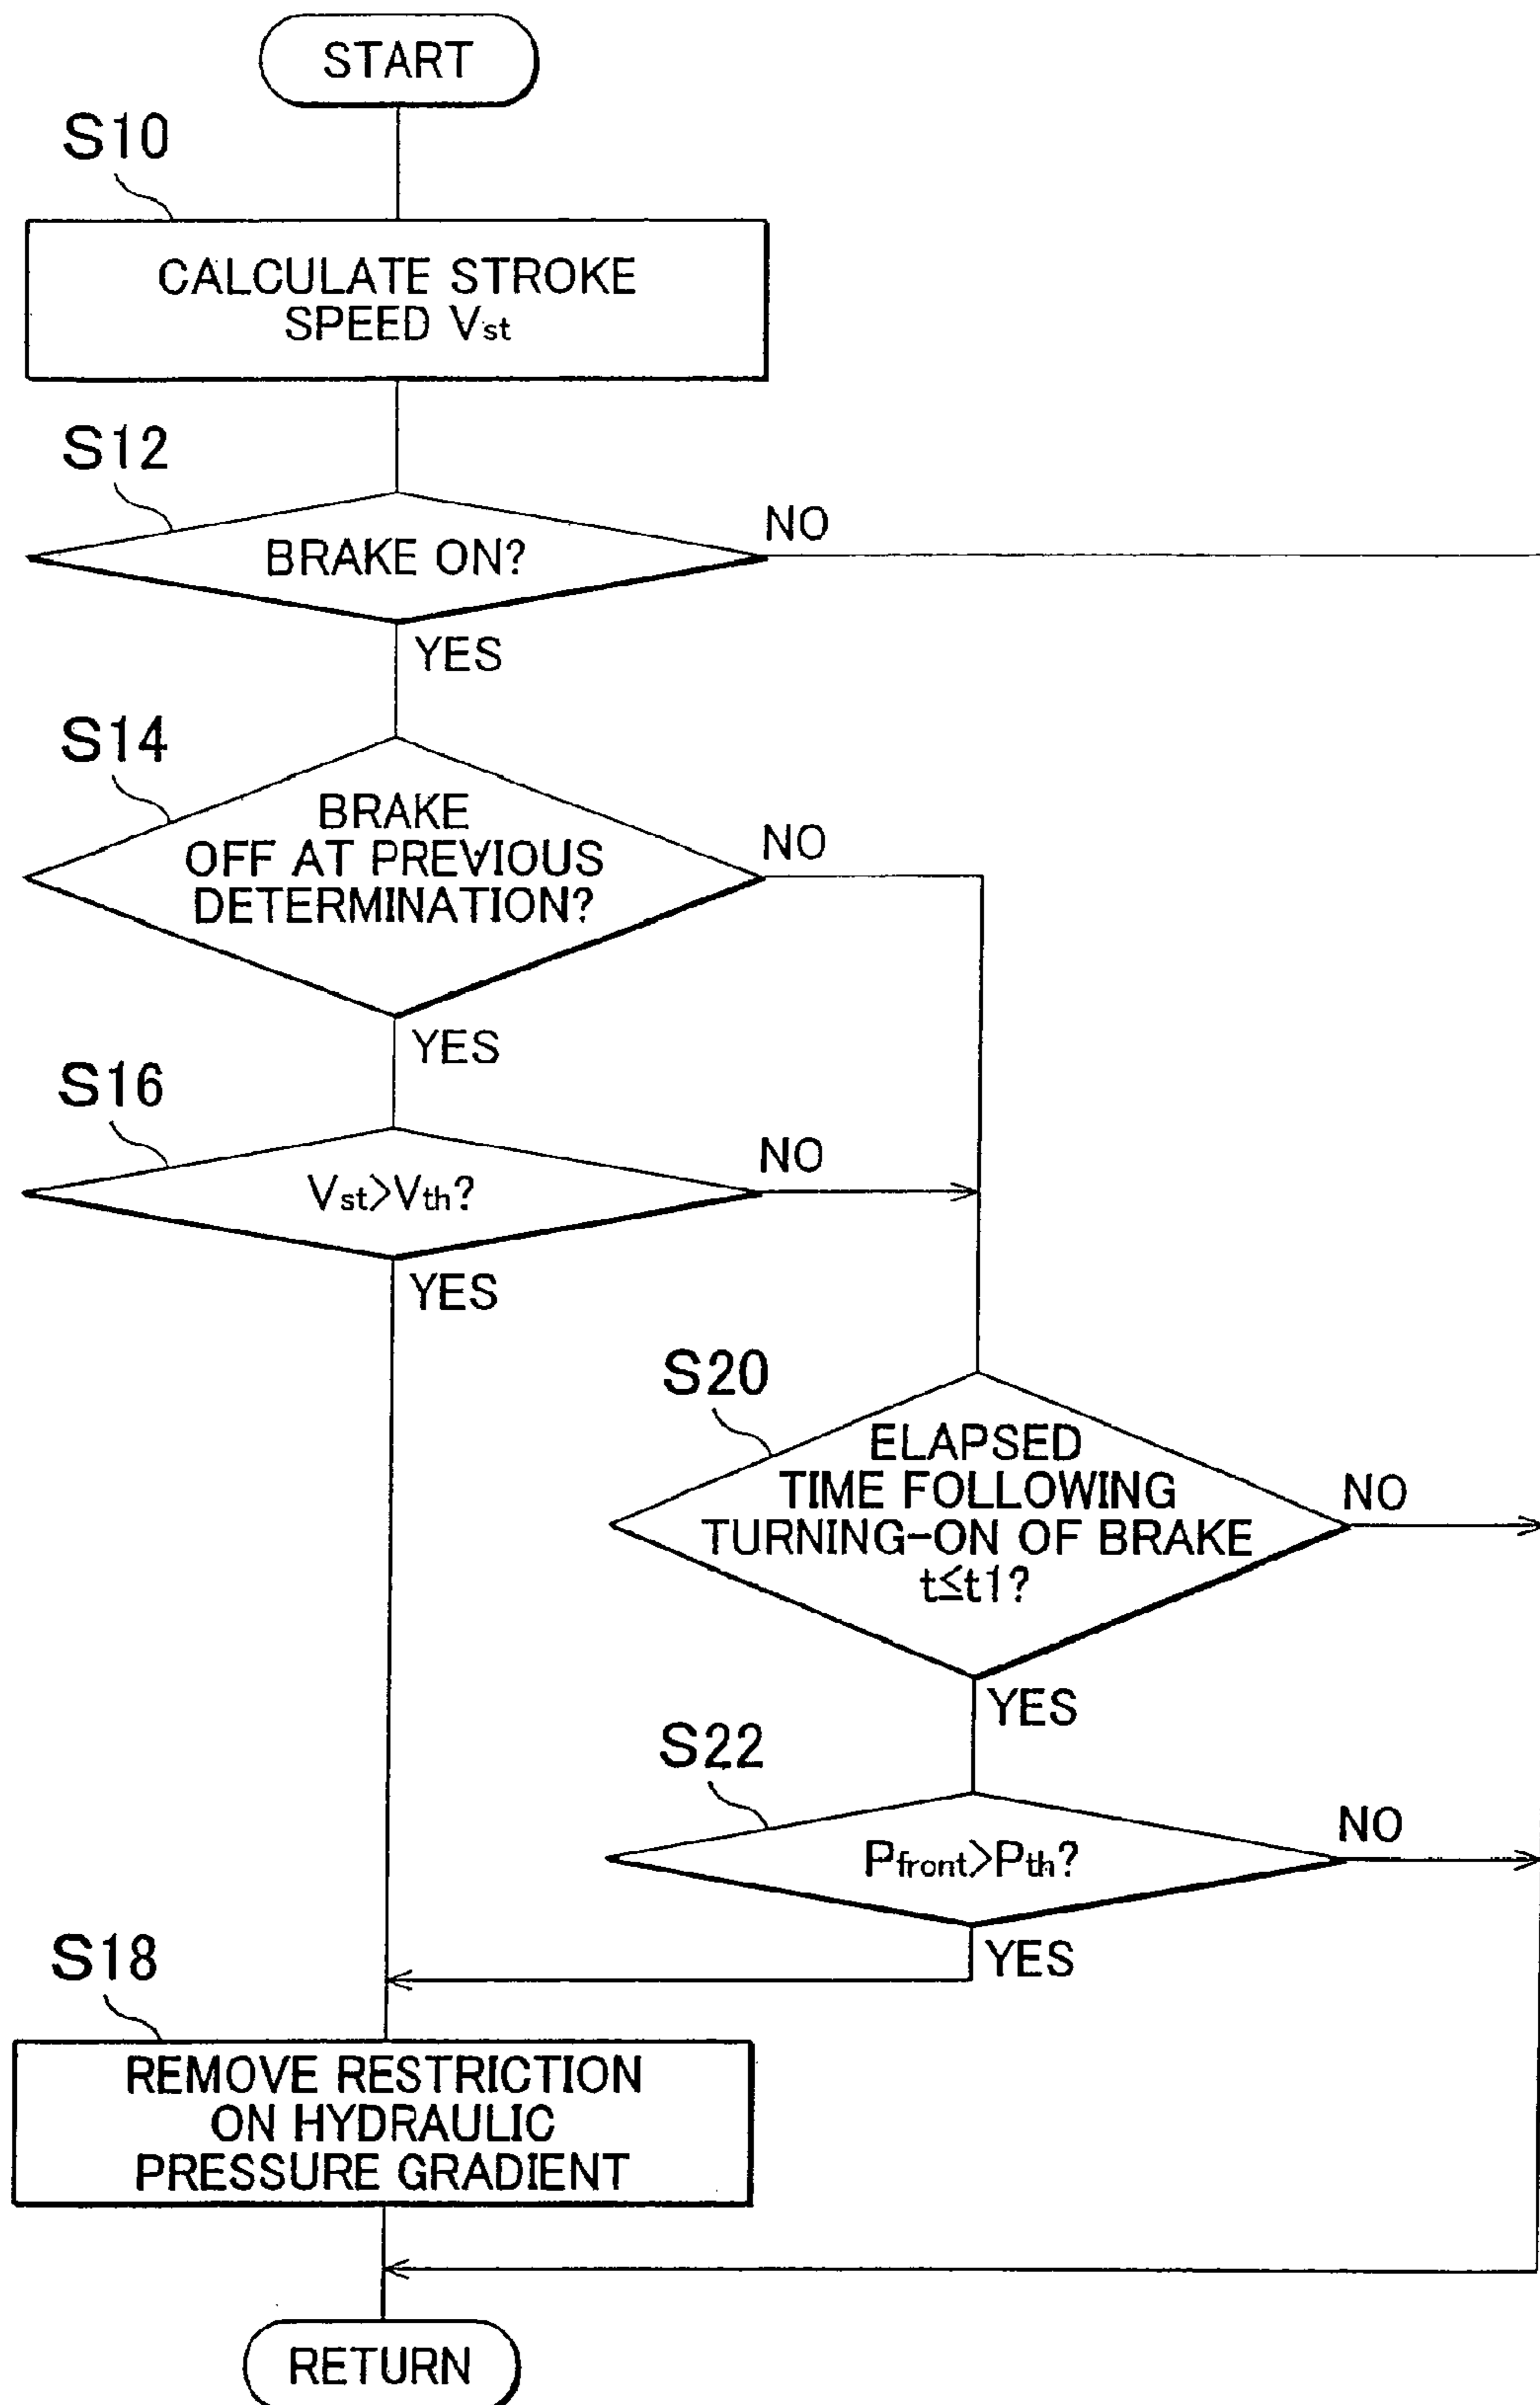 START
S10
CALCULATE STROKE
SPEED Vst
S12
BRAKE ON?
NO
YES
S14
BRAKE
OFF AT PREVIOUS
DETERMINATION?
NO
YES
S16
Vst>Vth?
NO
YES
S20
ELAPSED
TIME FOLLOWING
TURNING-ON OF BRAKE
t≤t1?
NO
YES
S22
Pfront>Pth?
NO
YES
S18
REMOVE RESTRICTION
ON HYDRAULIC
PRESSURE GRADIENT
RETURN